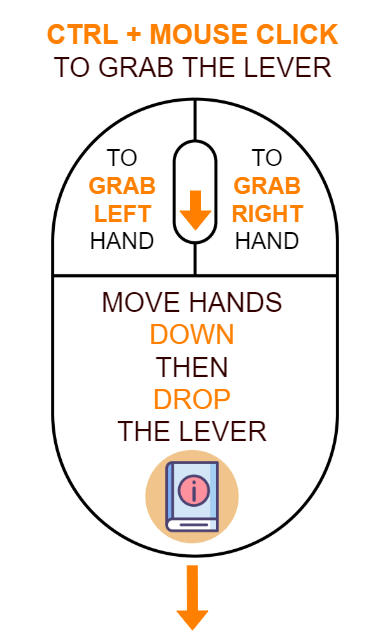 CTRL + MOUSE CLICK
TO GRAB THE LEVER
TO
GRAB
LEFT
HAND
TO
GRAB
RIGHT
HAND
MOVE HANDS
DOWN
THEN
DROP
THE LEVER
i